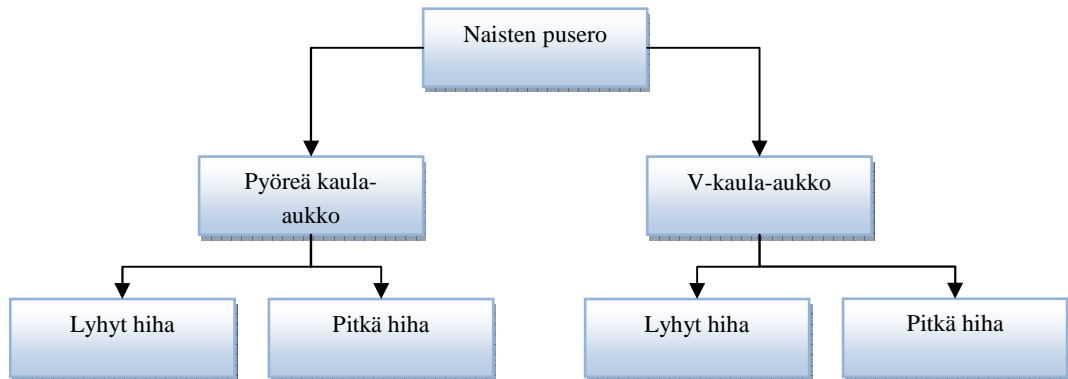 Naisten pusero
Pyöreä kaula-
aukko
V-kaula-aukko
Lyhyt hiha
Pitkä hiha
Lyhyt hiha
Pitkä hiha